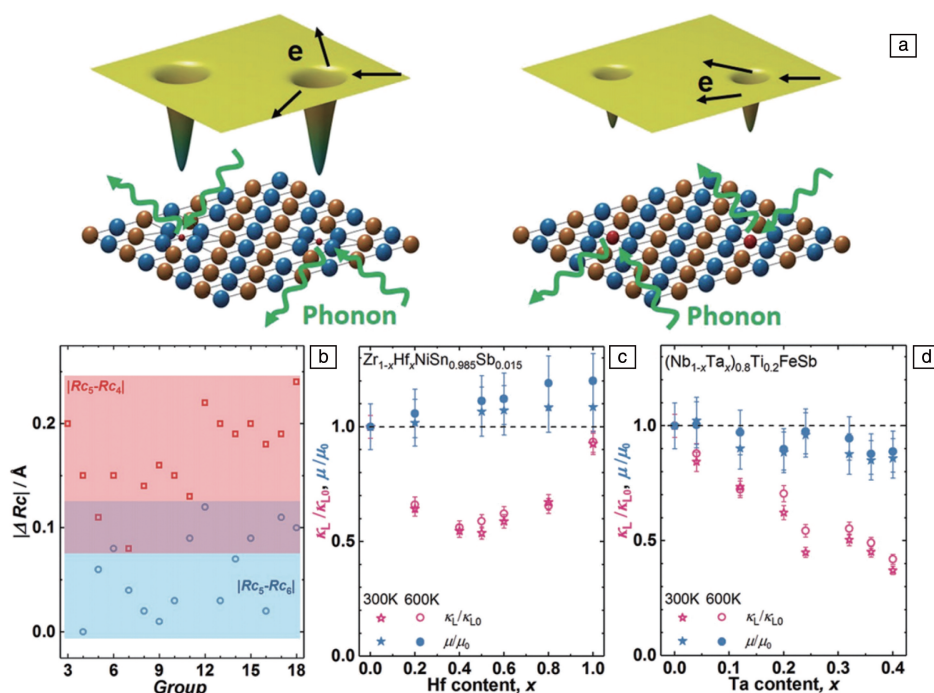 a
e
e
Phonon
Phonon
b
|Rc5-Rc4|
|Rc5-Rc6|
|ΔRc| / Å
0.2
0.1
0.0
3 6 9 12 15 18
Group
c
Zr1-xHfxNiSn0.985Sb0.015
κL/κL0, μ/μ0
1.0
0.5
0.0
300K 600K
κL/κL0
μ/μ0
0.0 0.2 0.4 0.6 0.8 1.0
Hf content, x
d
(Nb1-xTax)0.8Ti0.2FeSb
κL/κL0, μ/μ0
1.0
0.5
0.0
300K 600K
κL/κL0
μ/μ0
0.0 0.1 0.2 0.3 0.4
Ta content, x